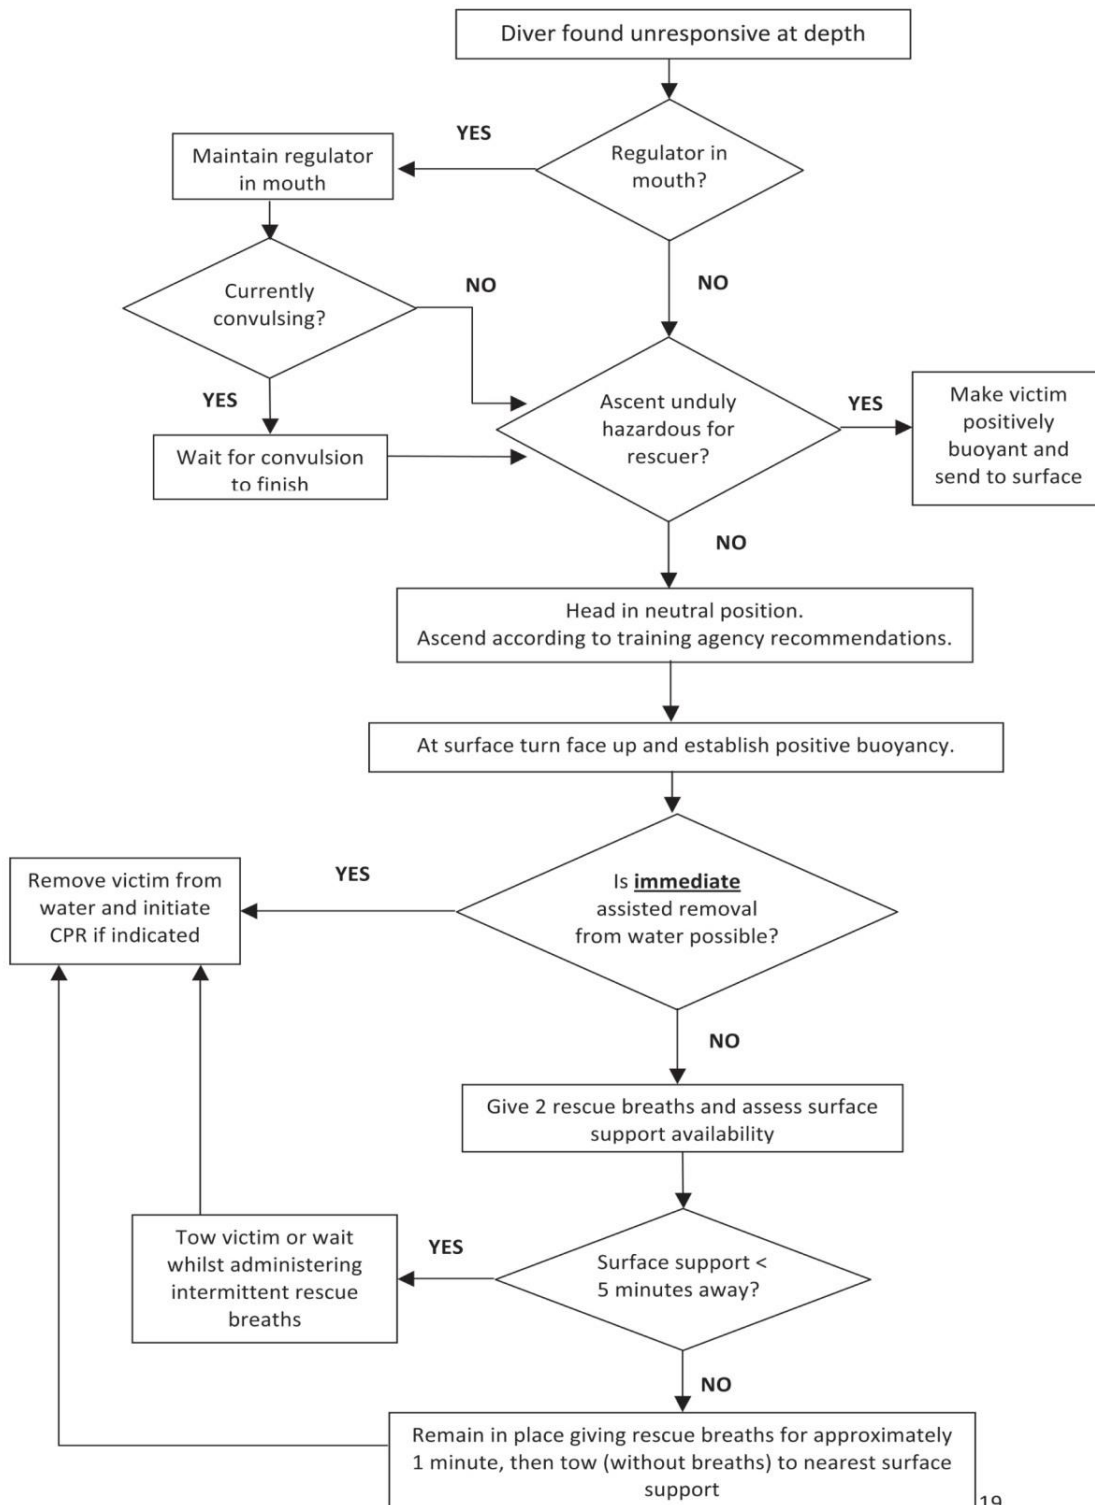 Diver found unresponsive at depth
YES
Regulator in
mouth?
Maintain regulator
in mouth
NO
Currently
convulsing?
NO
YES
Ascent unduly
hazardous for
rescuer?
YES
Make victim
positively
buoyant and
send to surface
Wait for convulsion
to finish
NO
Head in neutral position.
Ascend according to training agency recommendations.
At surface turn face up and establish positive buoyancy.
Is immediate
assisted removal
from water possible?
YES
Remove victim from
water and initiate
CPR if indicated
NO
Give 2 rescue breaths and assess surface
support availability
Surface support <
5 minutes away?
YES
Tow victim or wait
whilst administering
intermittent rescue
breaths
NO
Remain in place giving rescue breaths for approximately
1 minute, then tow (without breaths) to nearest surface
support
19